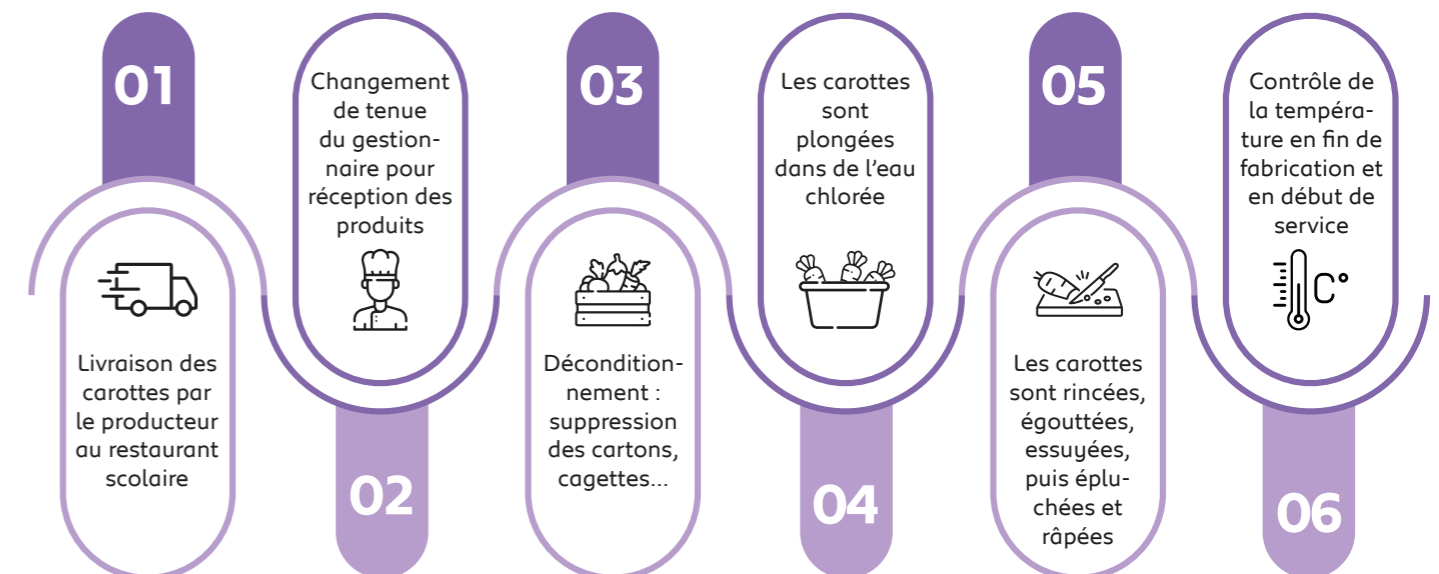 01
Livraison des
carottes par
le producteur
au restaurant
scolaire
Changement
de tenue
du gestion-
naire pour
réception des
produits
02
03
Décondition-
nement :
suppression
des cartons,
cagettes...
Les carottes
sont
plongées
dans de l'eau
chlorée
04
05
Les carottes
sont rincées,
égouttées,
essuyées,
puis éplu-
chées et
râpées
Contrôle de
la tempéra-
ture en fin de
fabrication et
en début de
service
C°
06